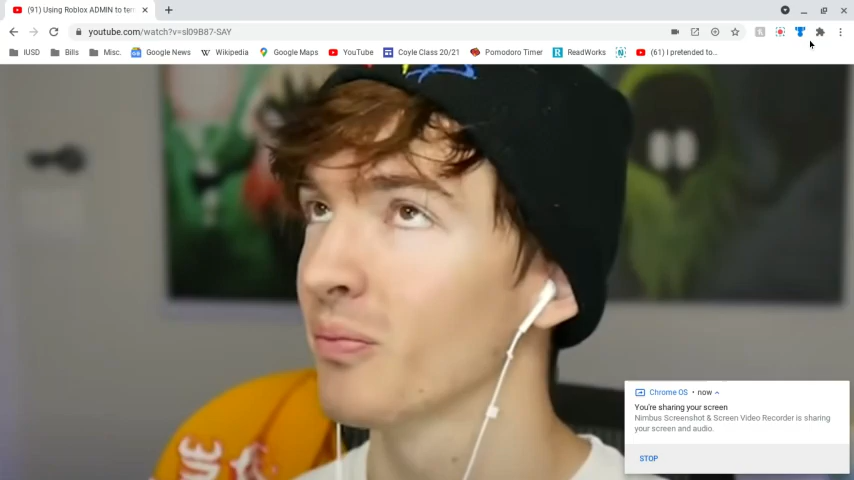 (91) Using Roblox ADMIN to ter
youtube.com/watch?v=sl09B87-SAY
IUSD Bills Misc. Google News Wikipedia Google Maps YouTube Coyle Class 20/21 Pomodoro Timer ReadWorks (61) I pretended to...
Chrome OS • now
You're sharing your screen
Nimbus Screenshot & Screen Video Recorder is sharing
your screen and audio.
STOP